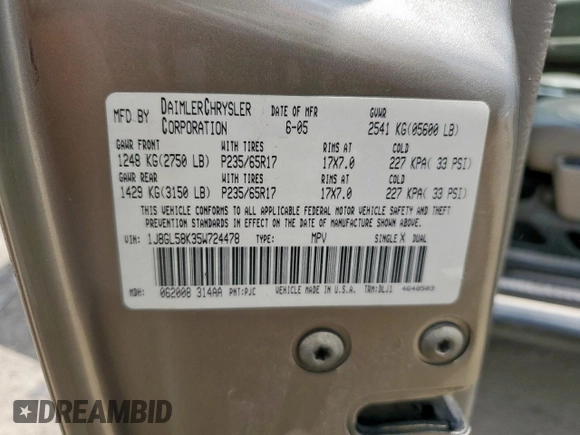 MFD.BY DAIMLERCHRYSLER CORPORATION DATE OF MFR 6-05 GVWR 2541 KG(05600 LB)
GAWR FRONT WITH TIRES RIMS AT COLD
1248 KG(2750 LB) P235/65R17 17X7.0 227 KPA( 33 PSI)
GAWR REAR WITH TIRES RIMS AT COLD
1429 KG(3150 LB) P235/65R17 17X7.0 227 KPA( 33 PSI)
THIS VEHICLE CONFORMS TO ALL APPLICABLE FEDERAL MOTOR VEHICLE SAFETY AND THEFT
PREVENTION STANDARDS IN EFFECT ON THE DATE OF MANUFACTURE SHOWN ABOVE.
VIN: 1J8GL58K35W724478 TYPE: MPV SINGLE X DUAL
MDH: 062008 314AA PNT:PJC VEHICLE MADE IN U.S.A. TRM:DLJ1 4648503
DREAMBID